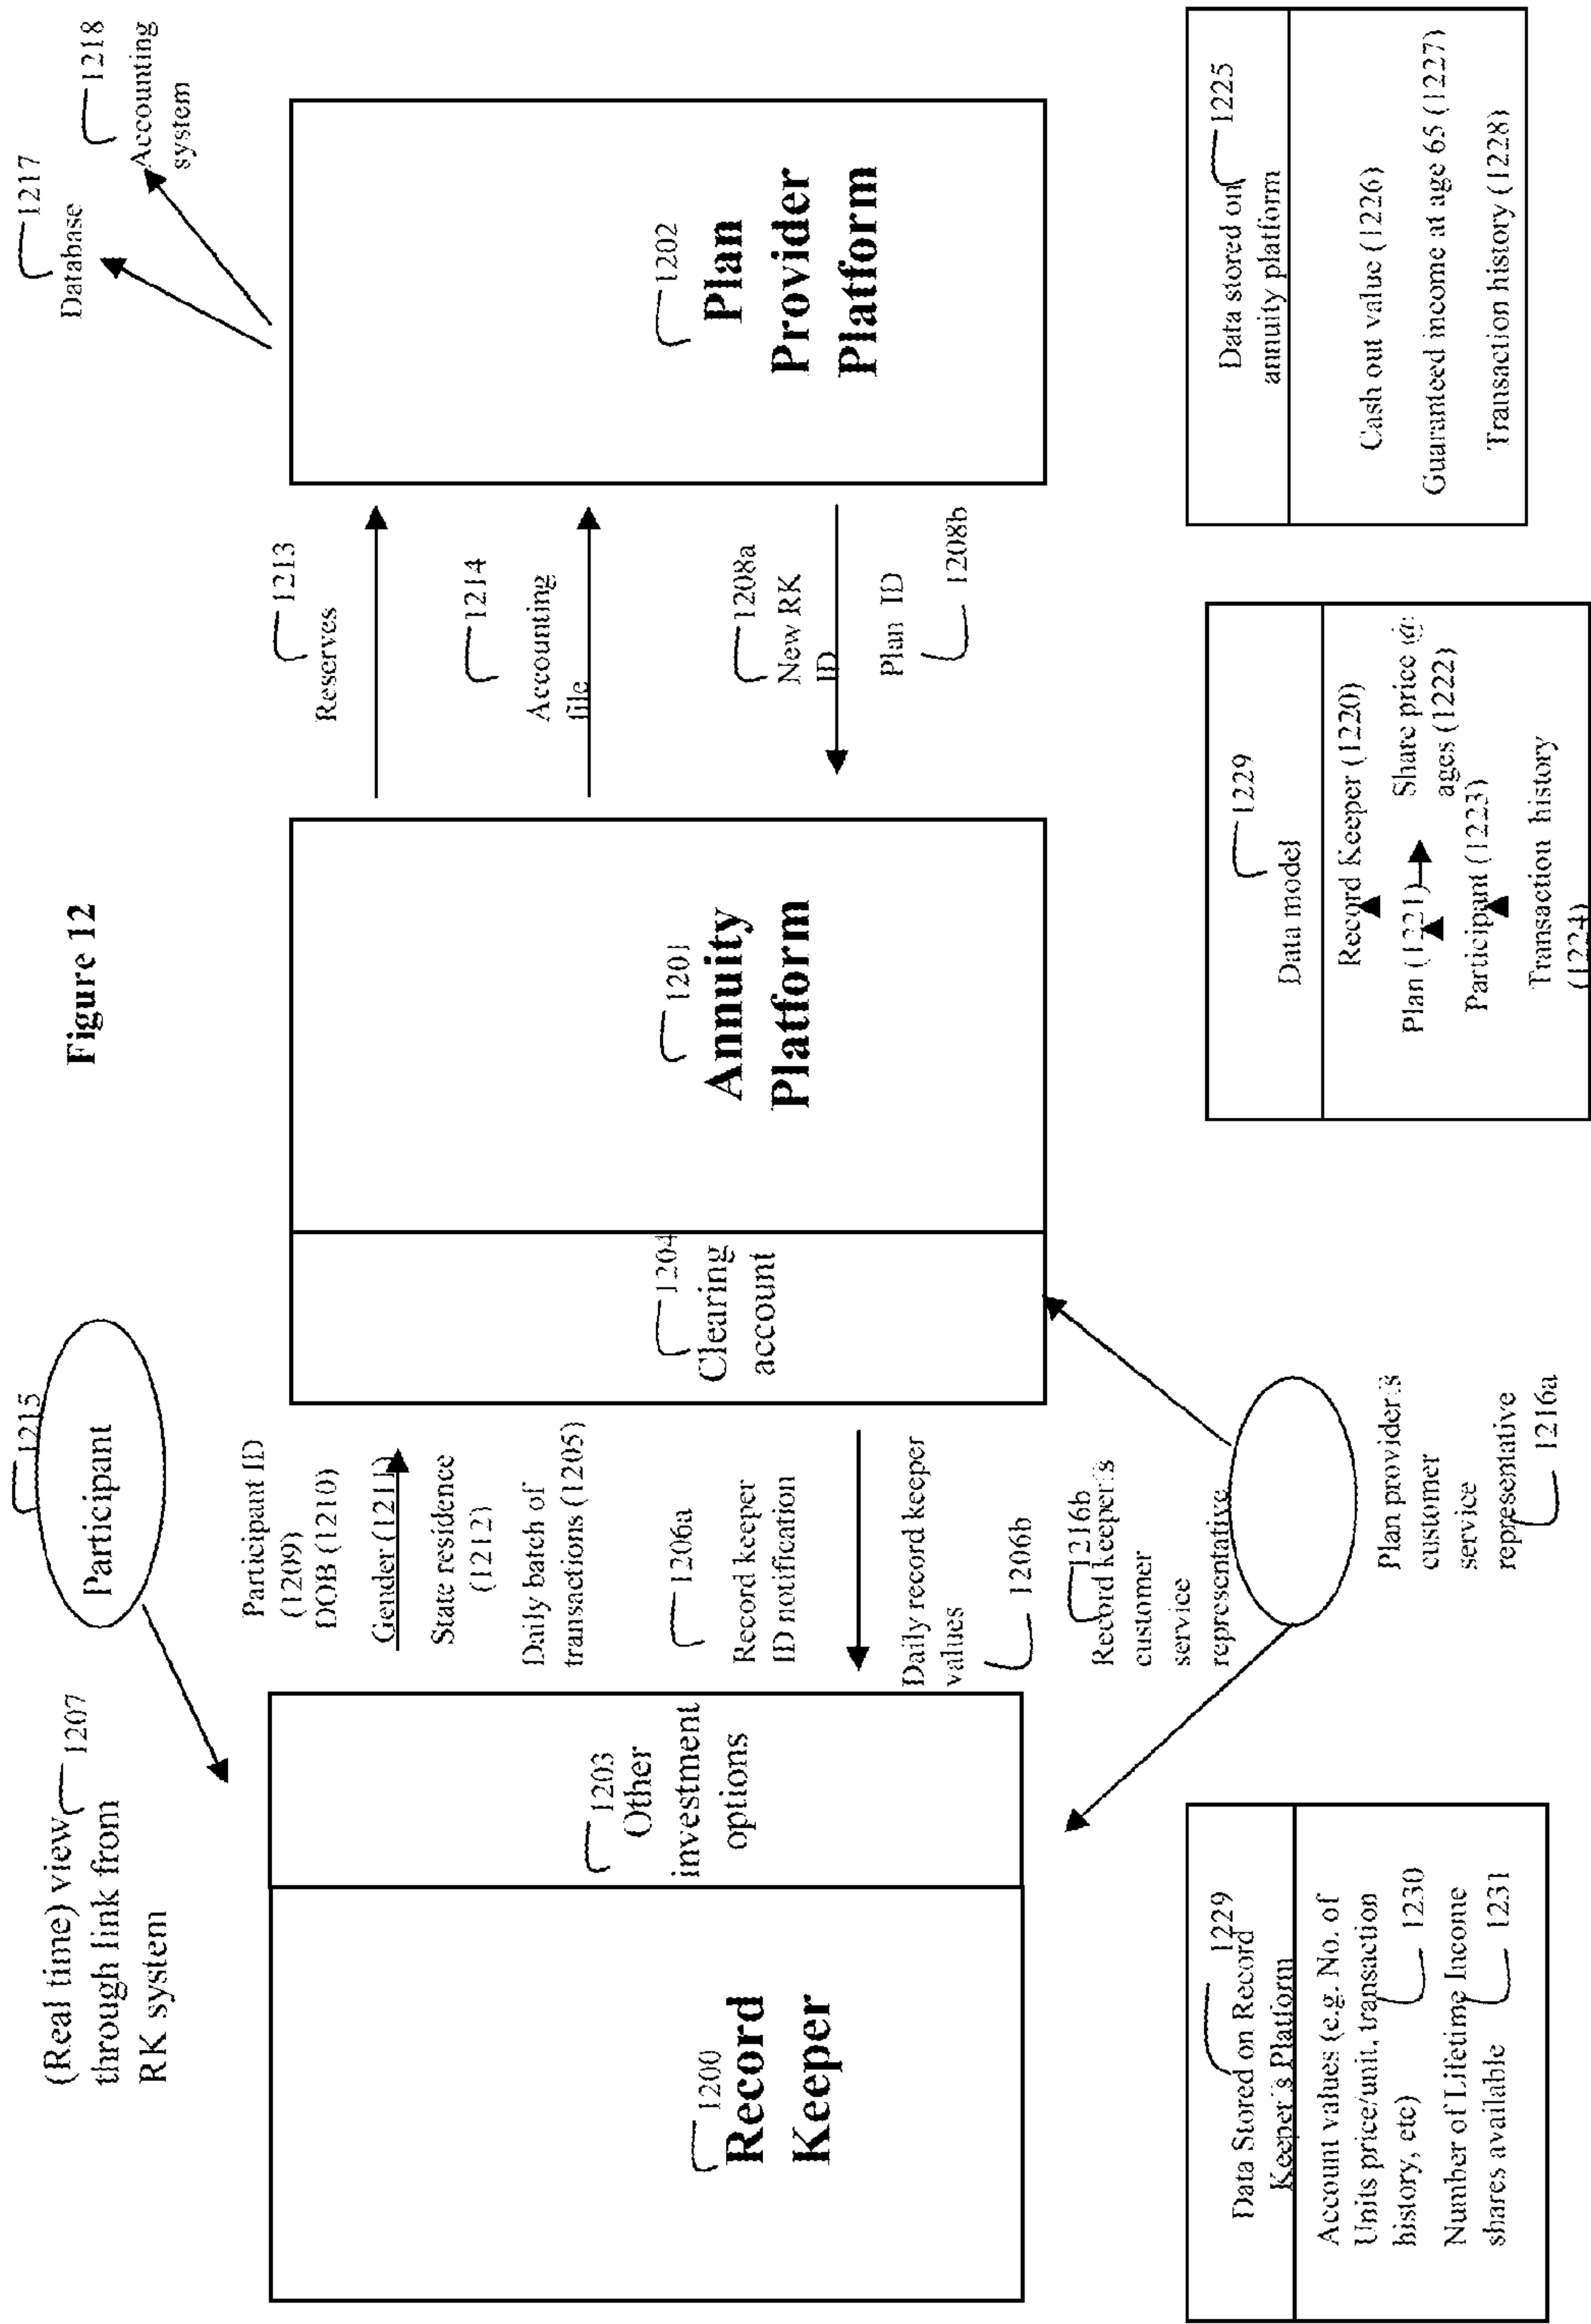 Figure 12
(Real time) view
1207
through link from
RK system
1215
Participant
1217
Database
1218
Accounting
system
1200
Record
Keeper
1203
Other
investment
options
Participant ID
(1209)
DOB (1210)
Gender (1211)
State residence
(1212)
Daily batch of
transactions (1205)
1206a
Record keeper
ID notification
Daily record keeper
values
1206b
1204
Clearing
account
1201
Annuity
Platform
1213
Reserves
1214
Accounting
file
1208a
New RK
ID
Plan ID
1208b
1202
Plan
Provider
Platform
1216b
Record keeper's
customer
service
representative
Plan provider's
customer
service
representative
1216a
1229
Data Stored on Record
Keeper's Platform
Account values (e.g. No. of
Units price/unit, transaction
history, etc)
1230
Number of Lifetime Income
shares available
1231
1229
Data model
Record Keeper (1220)
Plan (1221)
Share price @
ages (1222)
Participant (1223)
Transaction history
(1224)
1225
Data stored on
annuity platform
Cash out value (1226)
Guaranteed income at age 65 (1227)
Transaction history (1228)